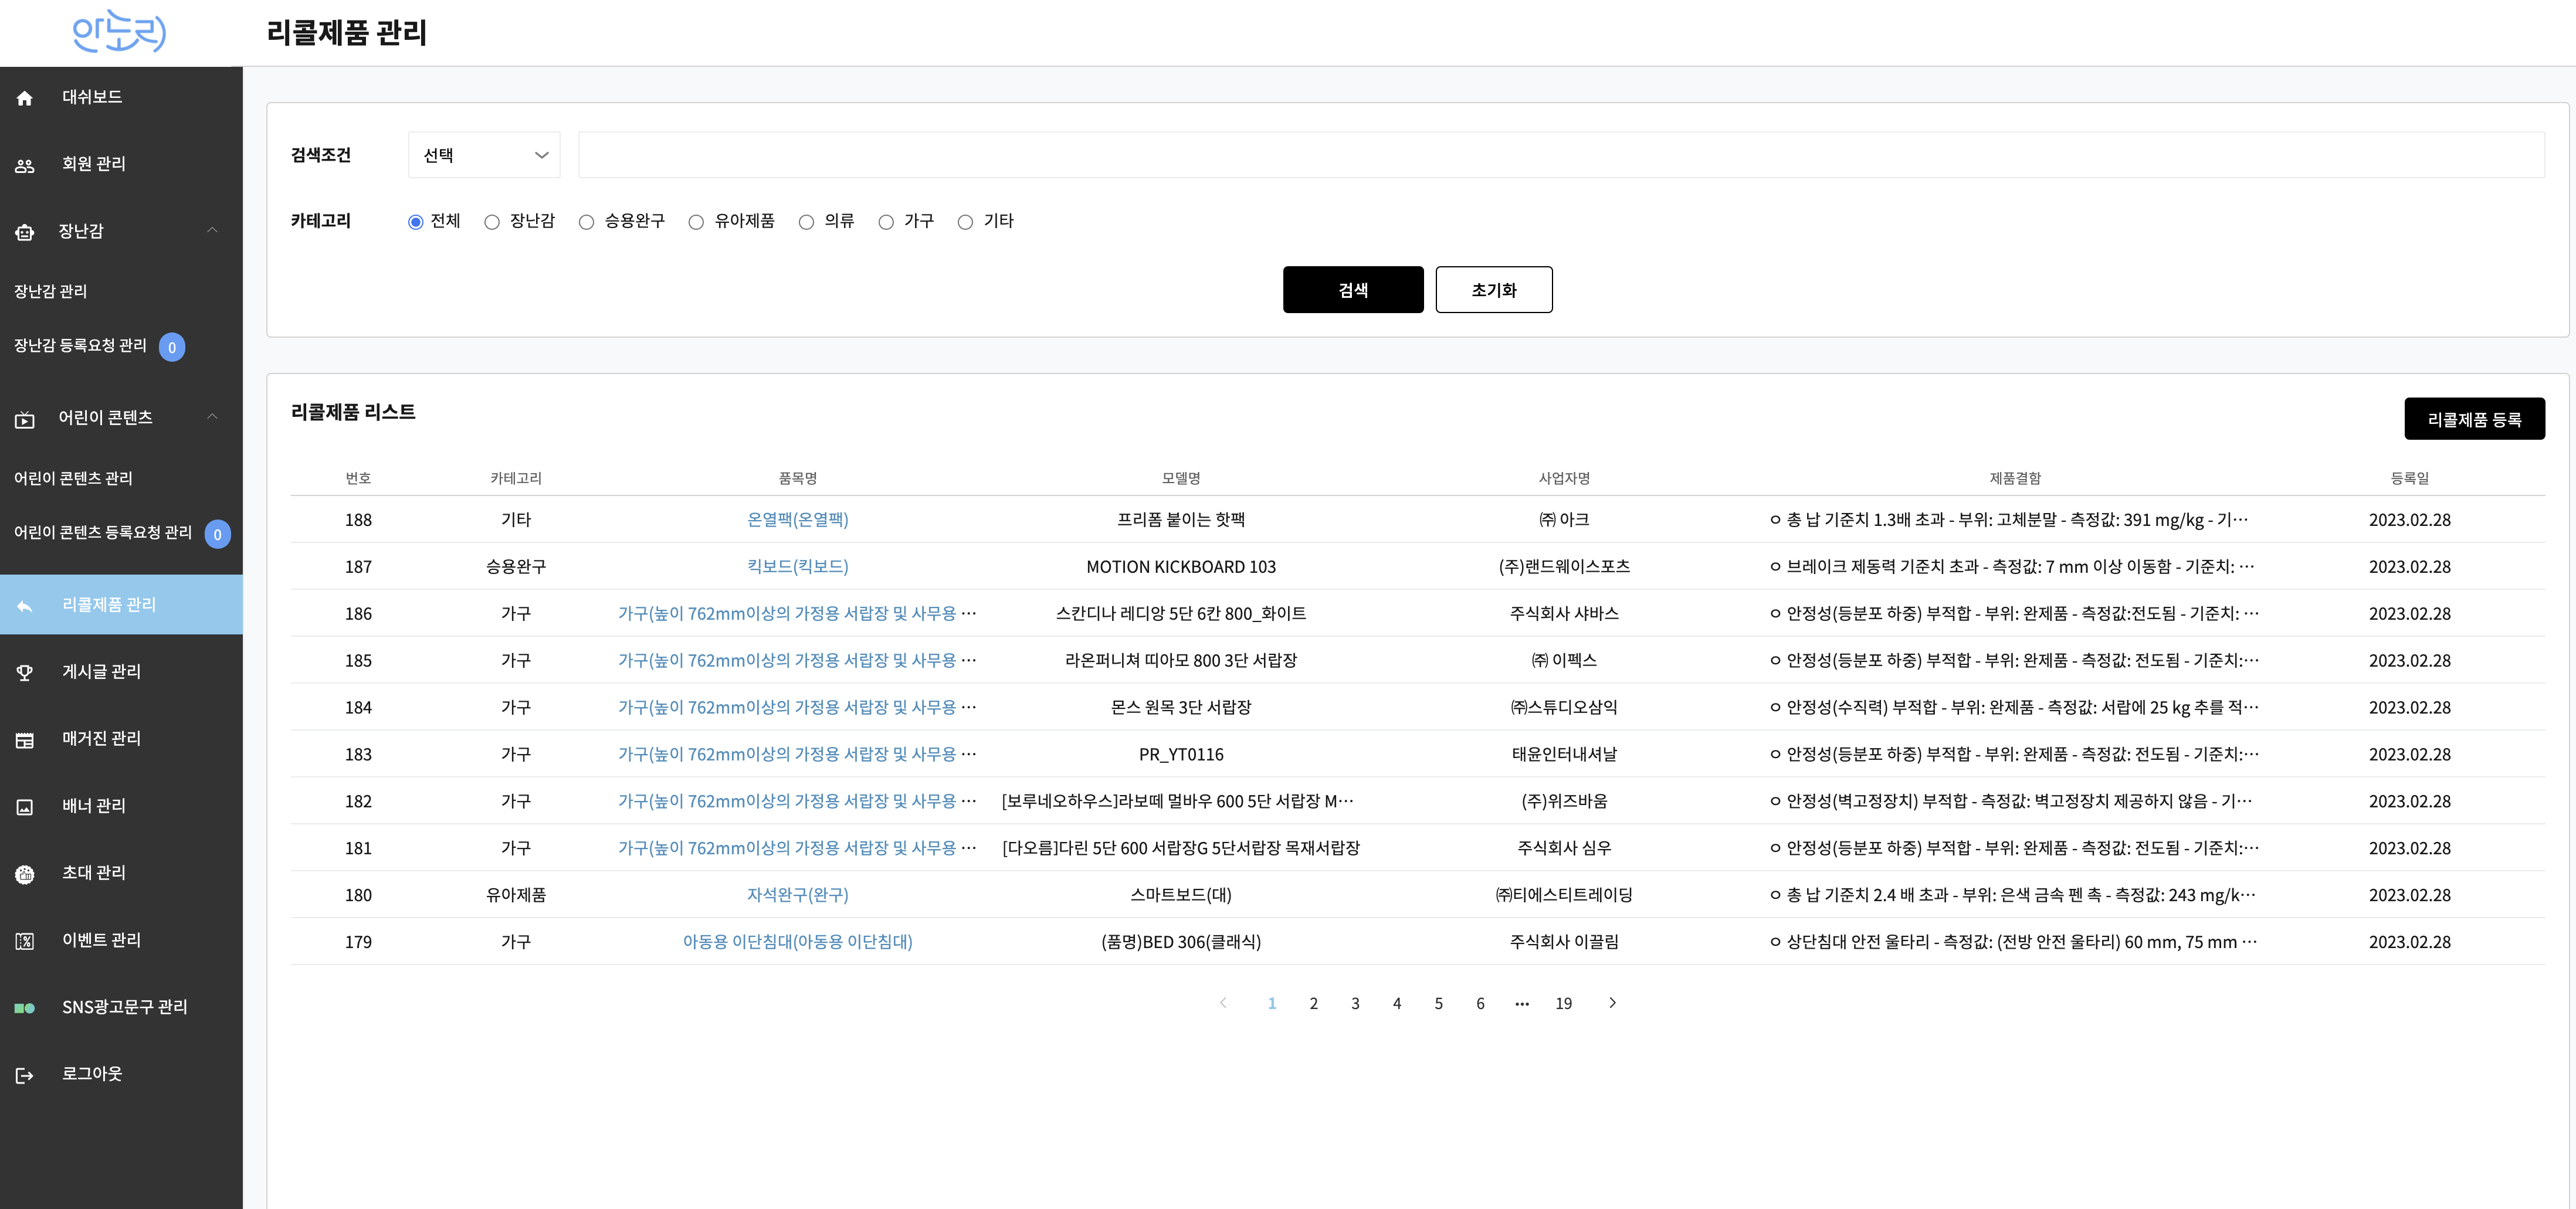 안노리
리콜제품 관리
대쉬보드
회원 관리
장난감
장난감 관리
장난감 등록요청 관리 0
어린이 콘텐츠
어린이 콘텐츠 관리
어린이 콘텐츠 등록요청 관리 0
리콜제품 관리
게시글 관리
매거진 관리
배너 관리
초대 관리
이벤트 관리
SNS광고문구 관리
로그아웃
검색조건 선택
카테고리 전체 장난감 승용완구 유아제품 의류 가구 기타
검색 초기화
리콜제품 리스트
리콜제품 등록
번호 카테고리 품목명 모델명 사업자명 제품결함 등록일
188 기타 온열팩(온열팩) 프리폼 붙이는 핫팩 ㈜ 아크 ㅇ 총 납 기준치 1.3배 초과 - 부위: 고체분말 - 측정값: 391 mg/kg - 기… 2023.02.28
187 승용완구 킥보드(킥보드) MOTION KICKBOARD 103 (주)랜드웨이스포츠 ㅇ 브레이크 제동력 기준치 초과 - 측정값: 7 mm 이상 이동함 - 기준치: … 2023.02.28
186 가구 가구(높이 762mm이상의 가정용 서랍장 및 사무용 … 스칸디나 레디앙 5단 6칸 800_화이트 주식회사 샤바스 ㅇ 안정성(등분포 하중) 부적합 - 부위: 완제품 - 측정값:전도됨 - 기준치: … 2023.02.28
185 가구 가구(높이 762mm이상의 가정용 서랍장 및 사무용 … 라온퍼니쳐 띠아모 800 3단 서랍장 ㈜ 이펙스 ㅇ 안정성(등분포 하중) 부적합 - 부위: 완제품 - 측정값: 전도됨 - 기준치:… 2023.02.28
184 가구 가구(높이 762mm이상의 가정용 서랍장 및 사무용 … 몬스 원목 3단 서랍장 ㈜스튜디오삼익 ㅇ 안정성(수직력) 부적합 - 부위: 완제품 - 측정값: 서랍에 25 kg 추를 적… 2023.02.28
183 가구 가구(높이 762mm이상의 가정용 서랍장 및 사무용 … PR_YT0116 태윤인터내셔날 ㅇ 안정성(등분포 하중) 부적합 - 부위: 완제품 - 측정값: 전도됨 - 기준치:… 2023.02.28
182 가구 가구(높이 762mm이상의 가정용 서랍장 및 사무용 … [보루네오하우스]라보떼 멀바우 600 5단 서랍장 M… (주)위즈바움 ㅇ 안정성(벽고정장치) 부적합 - 측정값: 벽고정장치 제공하지 않음 - 기… 2023.02.28
181 가구 가구(높이 762mm이상의 가정용 서랍장 및 사무용 … [다오름]다린 5단 600 서랍장G 5단서랍장 목재서랍장 주식회사 심우 ㅇ 안정성(등분포 하중) 부적합 - 부위: 완제품 - 측정값: 전도됨 - 기준치:… 2023.02.28
180 유아제품 자석완구(완구) 스마트보드(대) ㈜티에스티트레이딩 ㅇ 총 납 기준치 2.4 배 초과 - 부위: 은색 금속 펜 촉 - 측정값: 243 mg/k… 2023.02.28
179 가구 아동용 이단침대(아동용 이단침대) (품명)BED 306(클래식) 주식회사 이끌림 ㅇ 상단침대 안전 울타리 - 측정값: (전방 안전 울타리) 60 mm, 75 mm … 2023.02.28
1 2 3 4 5 6 ••• 19